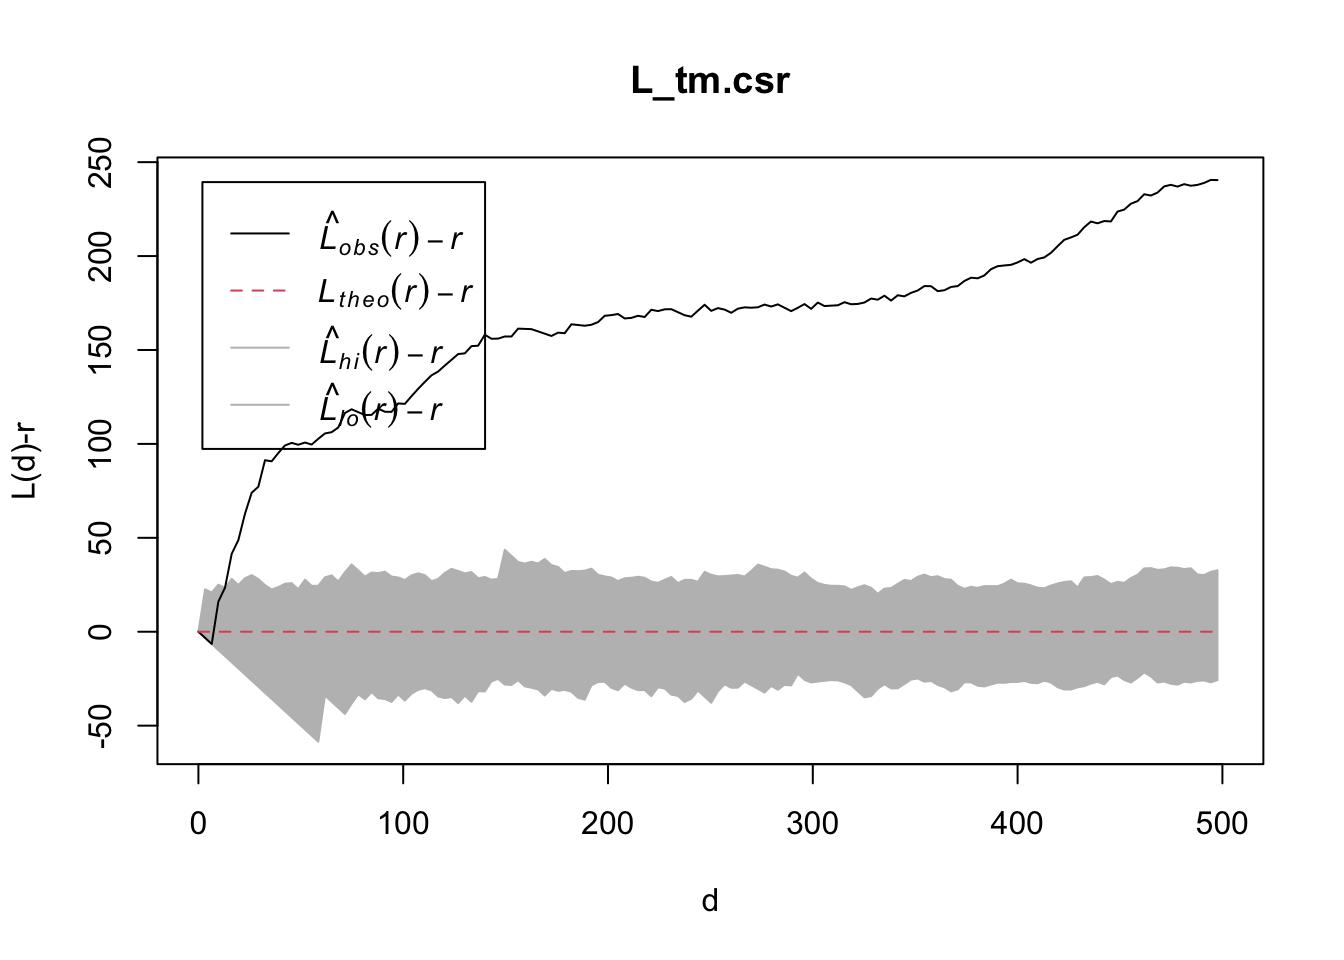 L_tm.csr
L(d)-r
250
200
150
100
50
0
-50
L̂obs(r) − r
Ltheo(r) − r
L̂hi(r) − r
L̂lo(r) − r
0 100 200 300 400 500
d